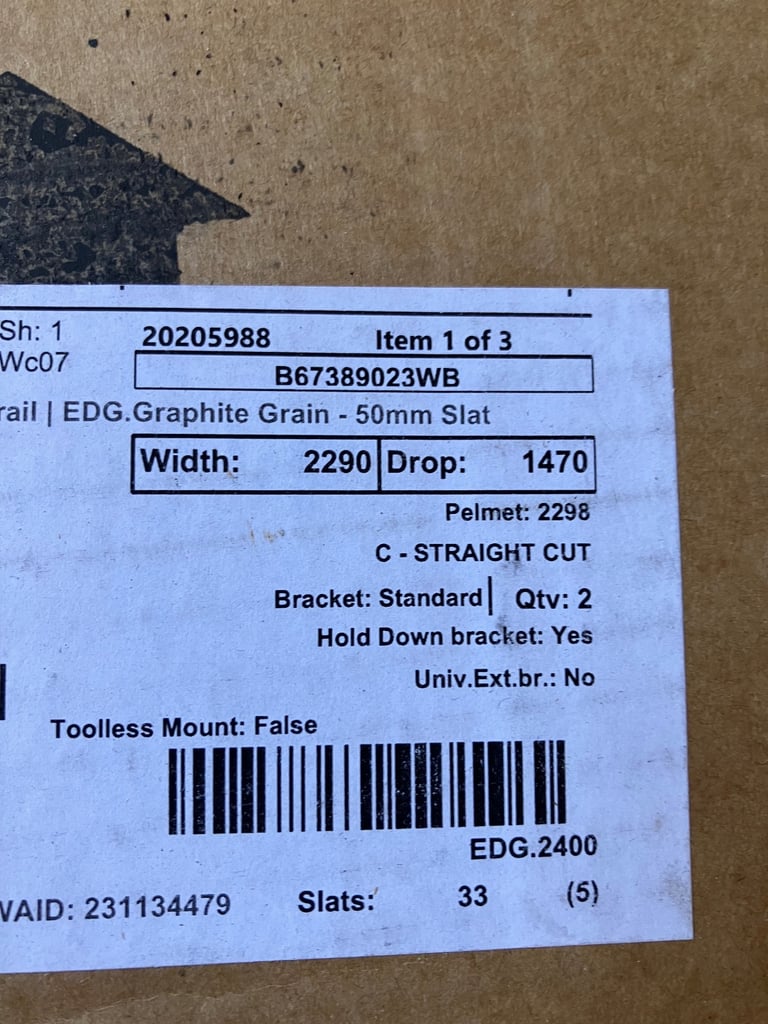 Sh: 1
20205988 Item 1 of 3
Wc07
B67389023WB
rail | EDG.Graphite Grain - 50mm Slat
Width: 2290 Drop: 1470
Pelmet: 2298
C - STRAIGHT CUT
Bracket: Standard | Qty: 2
Hold Down bracket: Yes
Univ.Ext.br.: No
Toolless Mount: False
EDG.2400
WAID: 231134479 Slats: 33 (5)